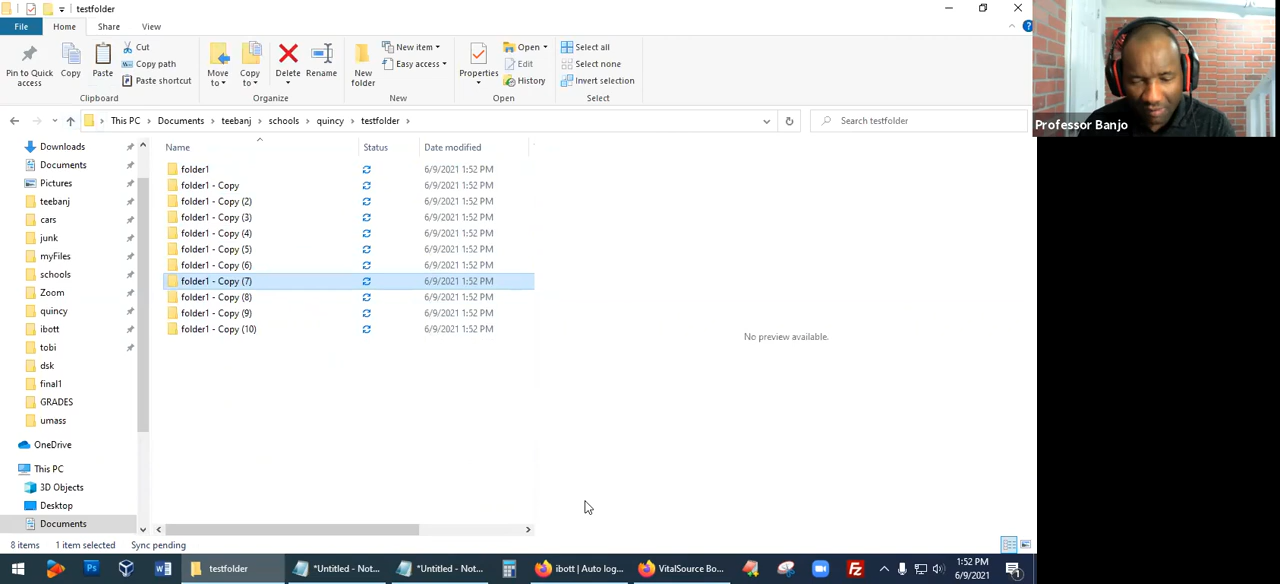 testfolder
File Home Share View
Pin to Quick access
Copy
Paste
Cut
Copy path
Paste shortcut
Move to
Copy to
Delete
Rename
New folder
New item
Easy access
Properties
Open
Edit
History
Select all
Select none
Invert selection
Clipboard Organize New Open Select
This PC Documents teebanj schools quincy testfolder
Search testfolder
Name Status Date modified
Downloads
Documents
Pictures
teebanj
cars
junk
myFiles
schools
Zoom
quincy
ibott
tobi
dsk
final1
GRADES
umass
OneDrive
This PC
3D Objects
Desktop
Documents
folder1 6/9/2021 1:52 PM
folder1 - Copy 6/9/2021 1:52 PM
folder1 - Copy (2) 6/9/2021 1:52 PM
folder1 - Copy (3) 6/9/2021 1:52 PM
folder1 - Copy (4) 6/9/2021 1:52 PM
folder1 - Copy (5) 6/9/2021 1:52 PM
folder1 - Copy (6) 6/9/2021 1:52 PM
folder1 - Copy (7) 6/9/2021 1:52 PM
folder1 - Copy (8) 6/9/2021 1:52 PM
folder1 - Copy (9) 6/9/2021 1:52 PM
folder1 - Copy (10) 6/9/2021 1:52 PM
No preview available.
Professor Banjo
8 items 1 item selected Sync pending
testfolder
*Untitled - Not...
*Untitled - Not...
ibott | Auto log...
VitalSource Bo...
1:52 PM
6/9/2021